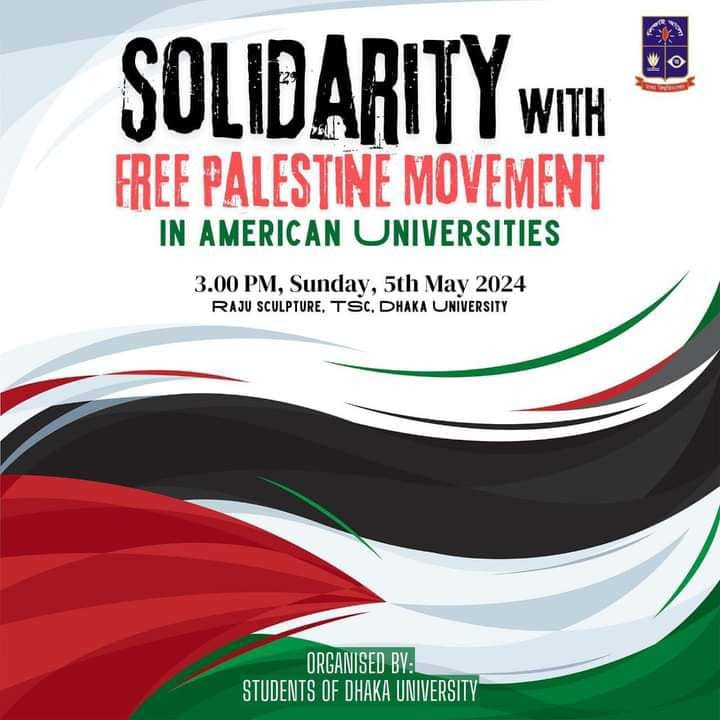 SOLIDARITY WITH
FREE PALESTINE MOVEMENT
IN AMERICAN UNIVERSITIES
3.00 PM, Sunday, 5th May 2024
RAJU SCULPTURE, TSC, DHAKA UNIVERSITY
ORGANISED BY:
STUDENTS OF DHAKA UNIVERSITY